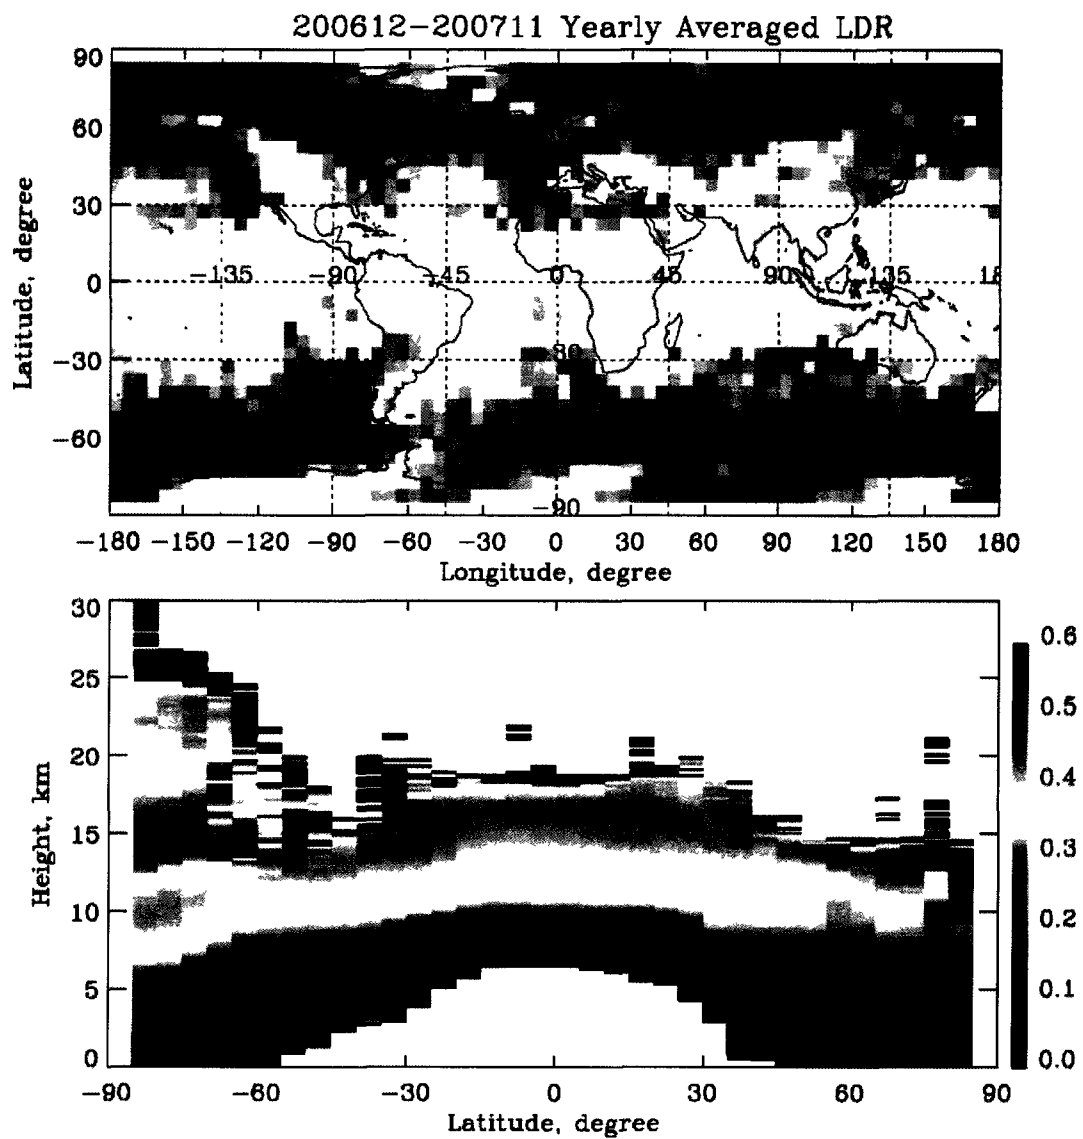 200612−200711 Yearly Averaged LDR
90
60
30
0
−30
−60
Latitude, degree
−135 −90 −45 0 45 90 135 18
30
−90
−180 −150 −120 −90 −60 −30 0 30 60 90 120 150 180
Longitude, degree
30
25
20
15
10
5
0
Height, km
−90 −60 −30 0 30 60 90
Latitude, degree
0.6
0.5
0.4
0.3
0.2
0.1
0.0